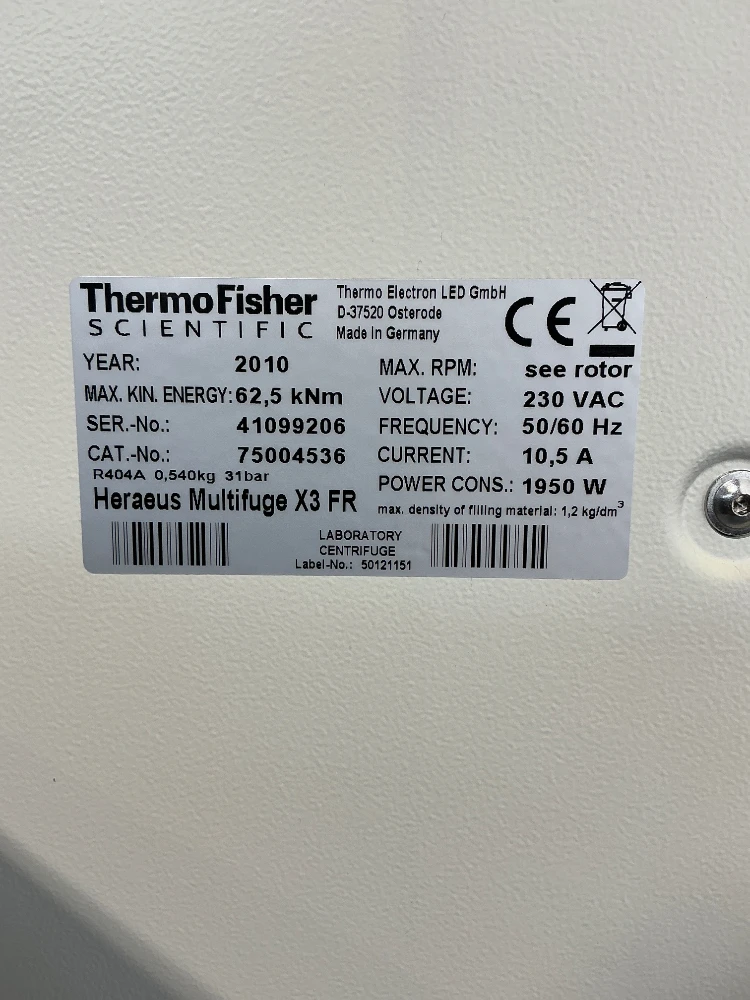 ThermoFisher
SCIENTIFIC
Thermo Electron LED GmbH
D-37520 Osterode
Made in Germany
CE
YEAR: 2010
MAX. KIN. ENERGY: 62,5 kNm
SER.-No.: 41099206
CAT.-No.: 75004536
R404A 0,540kg 31bar
Heraeus Multifuge X3 FR
MAX. RPM: see rotor
VOLTAGE: 230 VAC
FREQUENCY: 50/60 Hz
CURRENT: 10,5 A
POWER CONS.: 1950 W
max. density of filling material: 1,2 kg/dm³
LABORATORY
CENTRIFUGE
Label-No.: 50121151